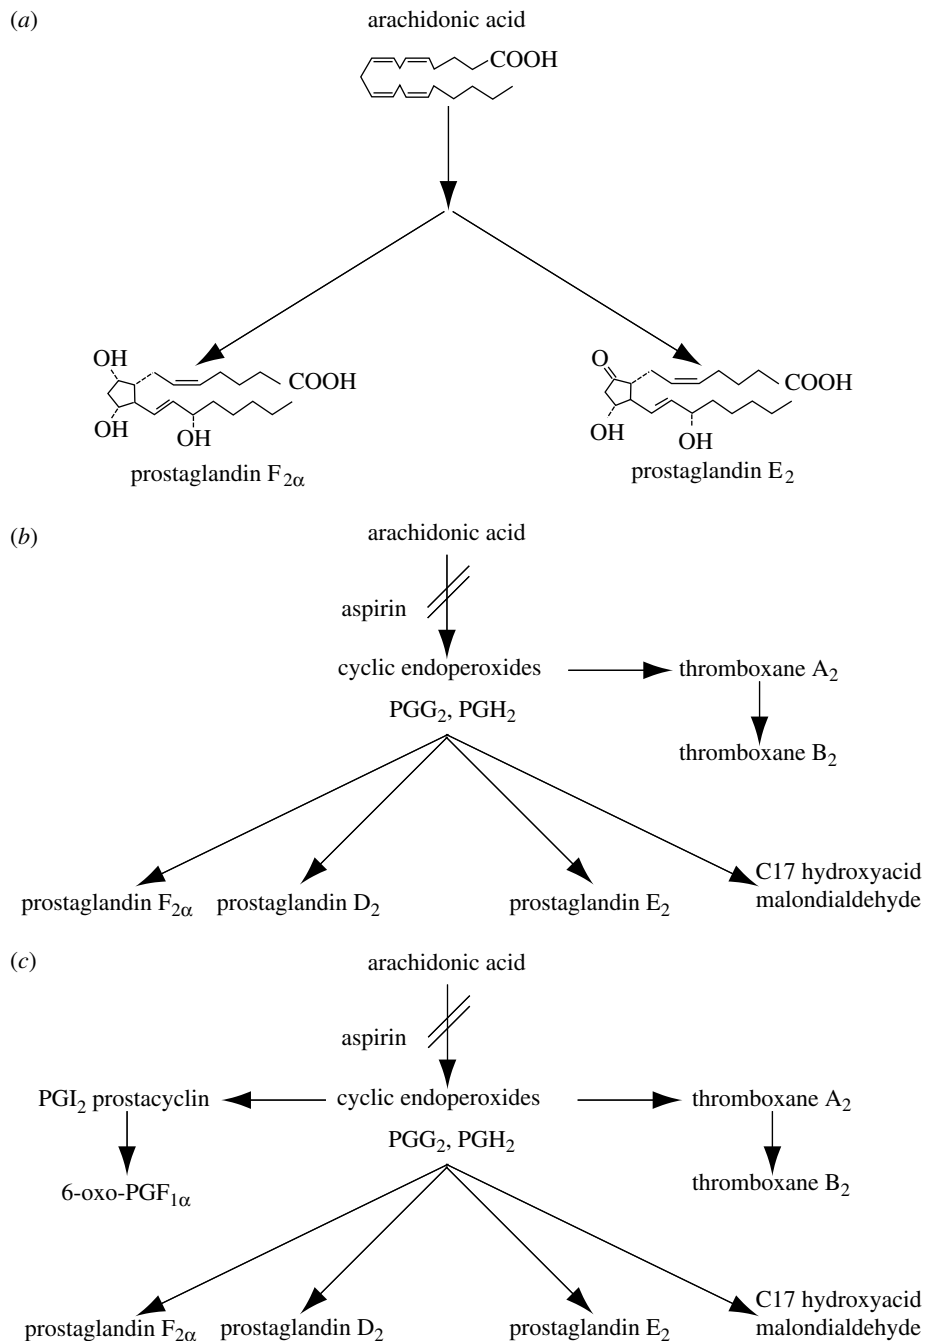 (a)
arachidonic acid
COOH
OH
COOH
OH
OH
prostaglandin F2α
O
COOH
OH
OH
prostaglandin E2
(b)
arachidonic acid
aspirin
cyclic endoperoxides
thromboxane A2
PGG2, PGH2
thromboxane B2
C17 hydroxyacid
malondialdehyde
prostaglandin F2α
prostaglandin D2
prostaglandin E2
(c)
arachidonic acid
aspirin
PGI2 prostacyclin
cyclic endoperoxides
thromboxane A2
PGG2, PGH2
6-oxo-PGF1α
thromboxane B2
C17 hydroxyacid
malondialdehyde
prostaglandin F2α
prostaglandin D2
prostaglandin E2